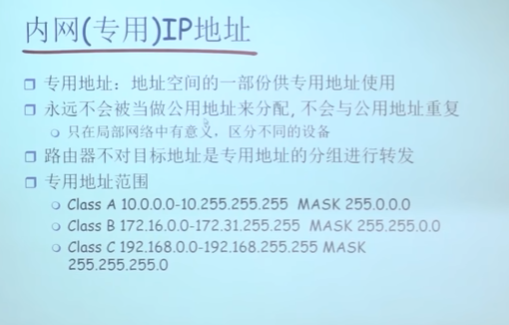 内网(专用)IP地址
专用地址：地址空间的一部份供专用地址使用
永远不会被当做公用地址来分配, 不会与公用地址重复
只在局部网络中有意义，区分不同的设备
路由器不对目标地址是专用地址的分组进行转发
专用地址范围
Class A 10.0.0.0-10.255.255.255 MASK 255.0.0.0
Class B 172.16.0.0-172.31.255.255 MASK 255.255.0.0
Class C 192.168.0.0-192.168.255.255 MASK
255.255.255.0